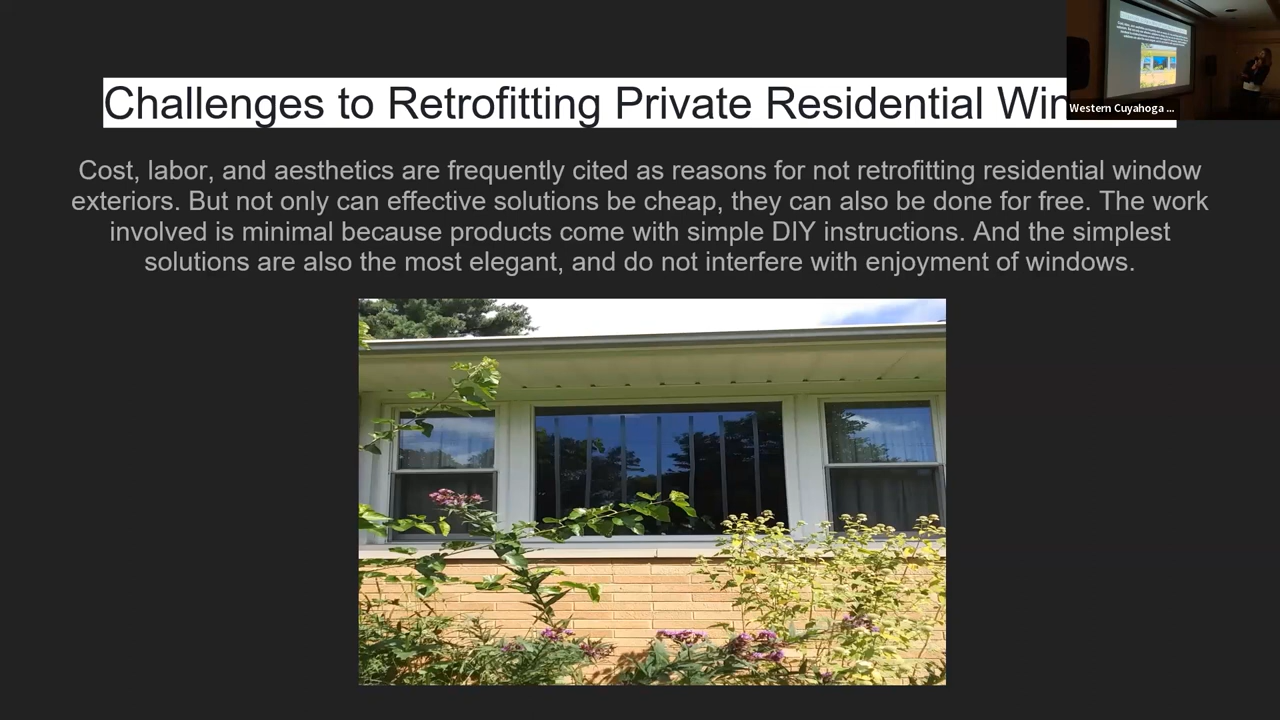 Challenges to Retrofitting Private Residential Win
Western Cuyahoga ...
Cost, labor, and aesthetics are frequently cited as reasons for not retrofitting residential window
exteriors. But not only can effective solutions be cheap, they can also be done for free. The work
involved is minimal because products come with simple DIY instructions. And the simplest
solutions are also the most elegant, and do not interfere with enjoyment of windows.